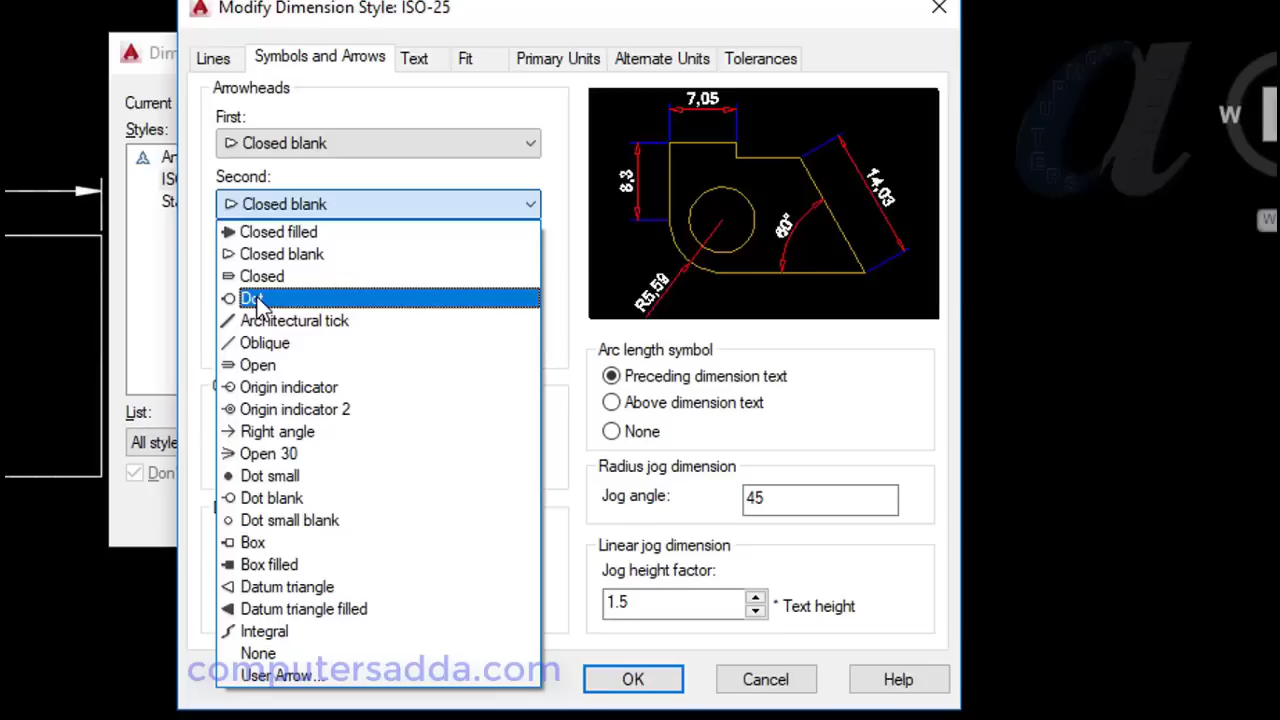 Modify Dimension Style: ISO-25
Dim
Lines
Symbols and Arrows
Text
Fit
Primary Units
Alternate Units
Tolerances
Current
Styles:
An
ISO
Sta
List:
All style
Don'
Arrowheads
First:
Closed blank
Second:
Closed blank
Closed filled
Closed blank
Closed
Dot
Architectural tick
Oblique
Open
Origin indicator
Origin indicator 2
Right angle
Open 30
Dot small
Dot blank
Dot small blank
Box
Box filled
Datum triangle
Datum triangle filled
Integral
None
User Arrow...
7,05
8,3
14,03
60°
R5,59
Arc length symbol
Preceding dimension text
Above dimension text
None
Radius jog dimension
Jog angle:
45
Linear jog dimension
Jog height factor:
1.5
* Text height
OK
Cancel
Help
computersadda.com
W
W